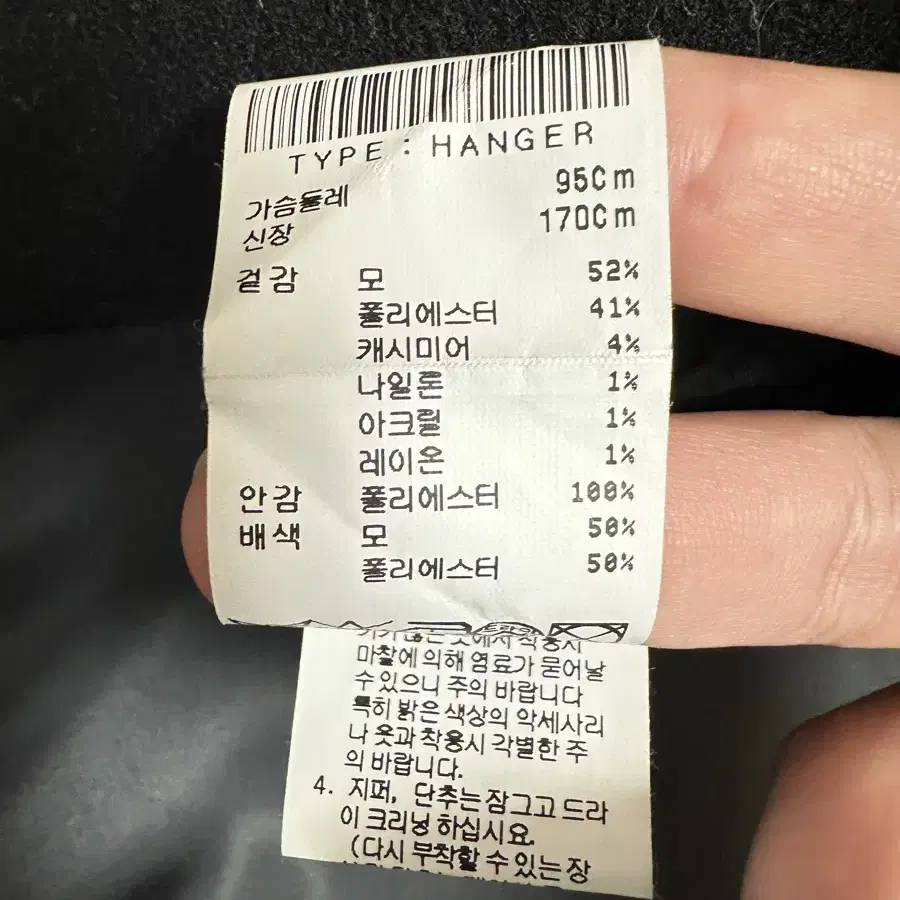 TYPE : HANGER
가슴둘레 95Cm
신장 170Cm
겉감 모 52%
폴리에스터 41%
캐시미어 4%
나일론 1%
아크릴 1%
레이온 1%
안감 폴리에스터 100%
배색 모 50%
폴리에스터 50%
마찰에 의해 염료가 묻어날
수 있으니 주의 바랍니다
특히 밝은 색상의 악세사리
나 옷과 착용시 각별한 주
의 바랍니다.
4. 지퍼, 단추는 잠그고 드라
이 크리닝 하십시요.
(다시 부착할 수 있는 장